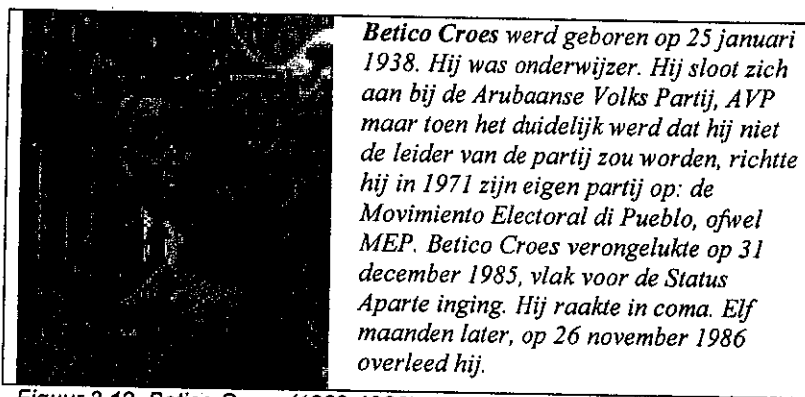 Betico Croes werd geboren op 25 januari
1938. Hij was onderwijzer. Hij sloot zich
aan bij de Arubaanse Volks Partij, AVP
maar toen het duidelijk werd dat hij niet
de leider van de partij zou worden, richtte
hij in 1971 zijn eigen partij op: de
Movimiento Electoral di Pueblo, ofwel
MEP. Betico Croes verongelukte op 31
december 1985, vlak voor de Status
Aparte inging. Hij raakte in coma. Elf
maanden later, op 26 november 1986
overleed hij.
Figuur Betico